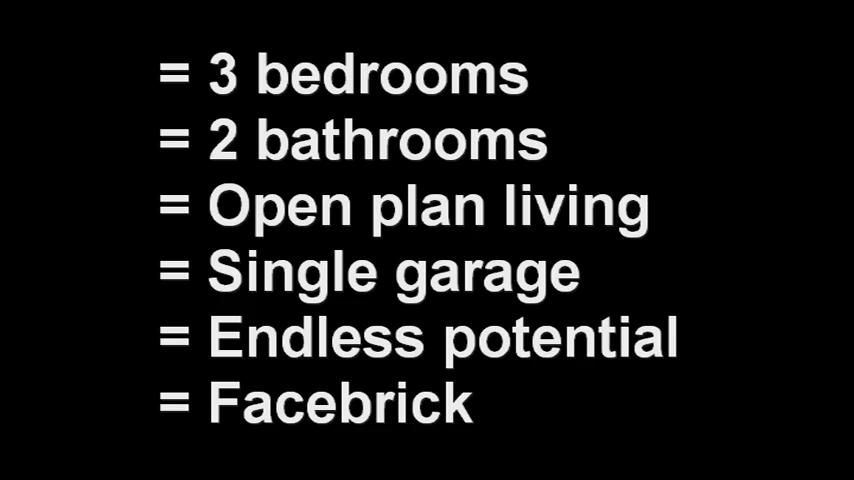 = 3 bedrooms
= 2 bathrooms
= Open plan living
= Single garage
= Endless potential
= Facebrick